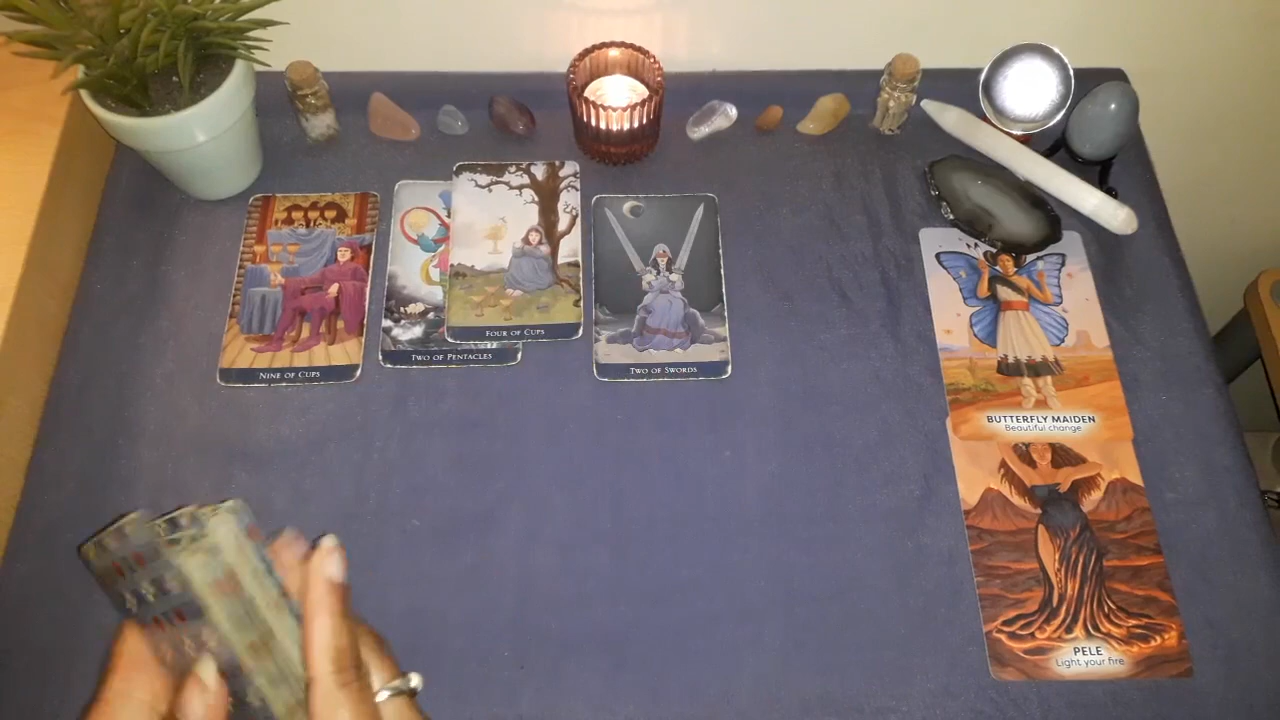 NINE OF CUPS
TWO OF PENTACLES
FOUR OF CUPS
TWO OF SWORDS
BUTTERFLY MAIDEN
Beautiful change
PELE
Light your fire